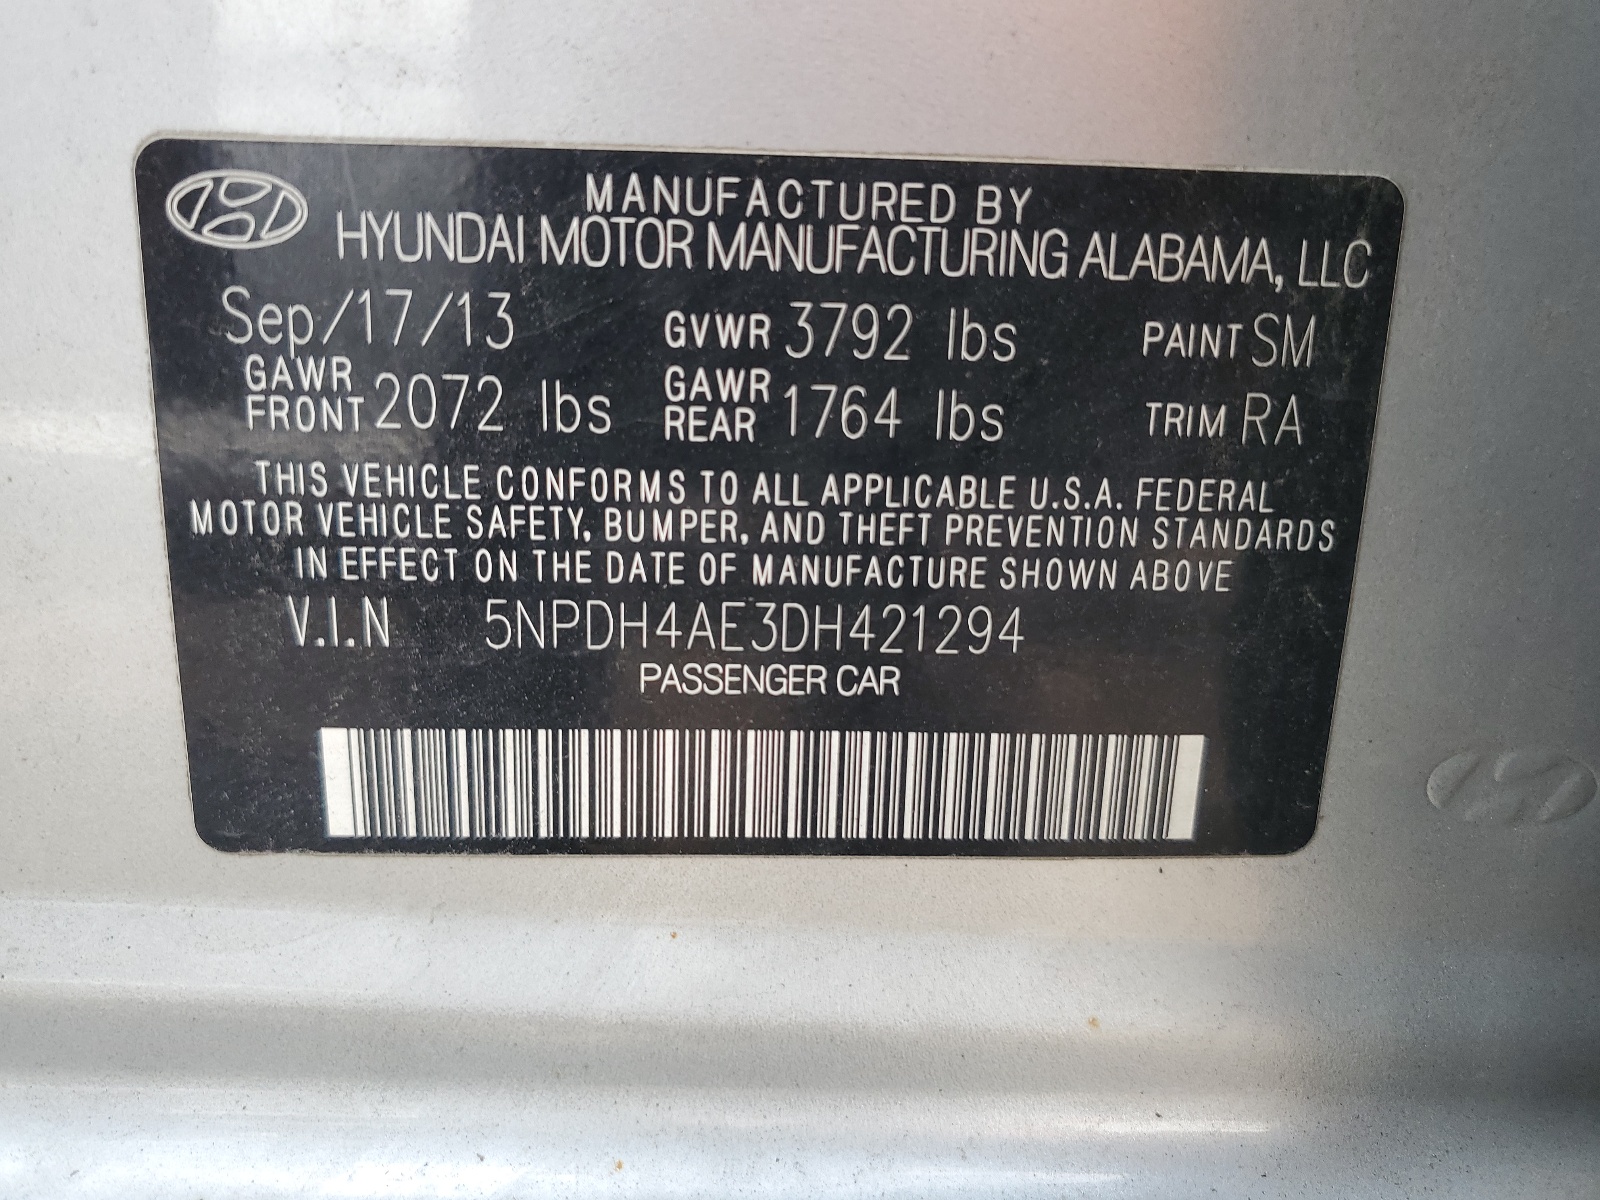 MANUFACTURED BY
HYUNDAI MOTOR MANUFACTURING ALABAMA, LLC
Sep/17/13 GVWR 3792 lbs PAINT SM
GAWR FRONT 2072 lbs GAWR REAR 1764 lbs TRIM RA
THIS VEHICLE CONFORMS TO ALL APPLICABLE U.S.A. FEDERAL
MOTOR VEHICLE SAFETY, BUMPER, AND THEFT PREVENTION STANDARDS
IN EFFECT ON THE DATE OF MANUFACTURE SHOWN ABOVE
V.I.N 5NPDH4AE3DH421294
PASSENGER CAR